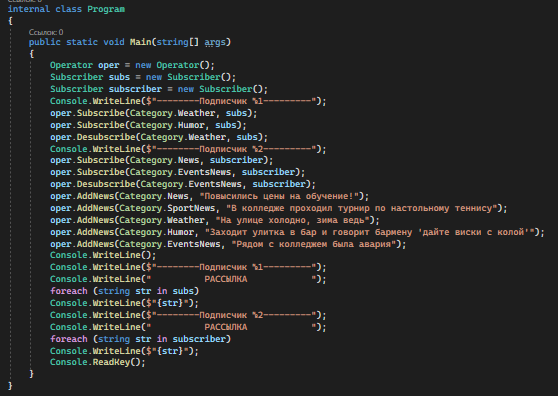 Ссылок: 0
internal class Program
{
Ссылок: 0
public static void Main(string[] args)
{
Operator oper = new Operator();
Subscriber subs = new Subscriber();
Subscriber subscriber = new Subscriber();
Console.WriteLine($"--------Подписчик %1---------");
oper.Subscribe(Category.Weather, subs);
oper.Subscribe(Category.Humor, subs);
oper.Desubscribe(Category.Weather, subs);
Console.WriteLine($"--------Подписчик %2---------");
oper.Subscribe(Category.News, subscriber);
oper.Subscribe(Category.EventsNews, subscriber);
oper.Desubscribe(Category.EventsNews, subscriber);
oper.AddNews(Category.News, "Повысились цены на обучение!");
oper.AddNews(Category.SportNews, "В колледже проходил турнир по настольному теннису");
oper.AddNews(Category.Weather, "На улице холодно, зима ведь");
oper.AddNews(Category.Humor, "Заходит улитка в бар и говорит бармену 'дайте виски с колой'");
oper.AddNews(Category.EventsNews, "Рядом с колледжем была авария");
Console.WriteLine();
Console.WriteLine($"--------Подписчик %1---------");
Console.WriteLine("          РАССЫЛКА            ");
foreach (string str in subs)
Console.WriteLine($"{str}");
Console.WriteLine($"--------Подписчик %2---------");
Console.WriteLine("          РАССЫЛКА            ");
foreach (string str in subscriber)
Console.WriteLine($"{str}");
Console.ReadKey();
}
}